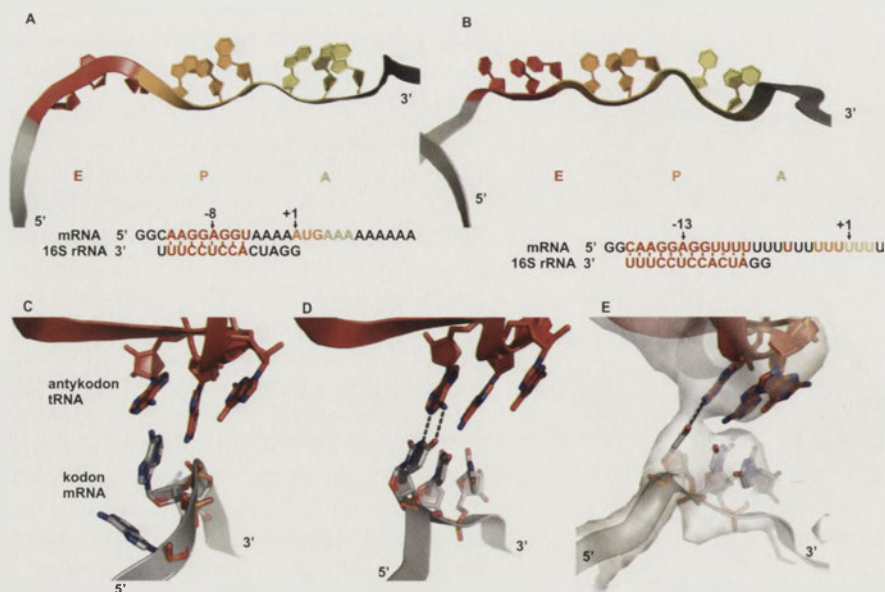 A
B
3'
3'
E P A
E P A
5'
5'
-8 +1
mRNA 5' GGCAAGGAGGUAAAAAUGAAAAAAAAA
16S rRNA 3' UUUCCUCCACUAGG
-13 +1
mRNA 5' GGCAAGGAGGUUUUUUUUUUUUUUUUU
16S rRNA 3' UUUCCUCCACUAGG
C
D
E
antykodon
tRNA
kodon
mRNA
3'
5'
3'
5'
5'
3'